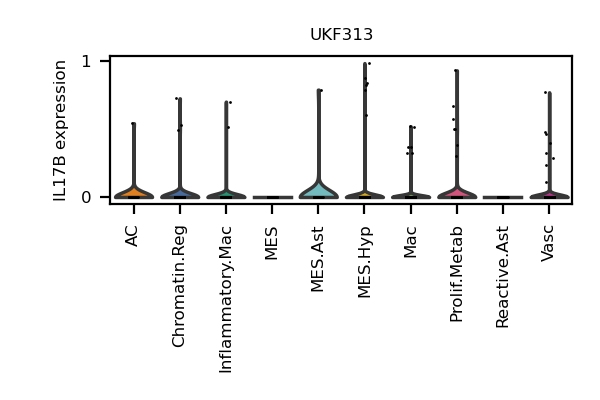 UKF313
IL17B expression
1
0
AC
Chromatin.Reg
Inflammatory.Mac
MES
MES.Ast
MES.Hyp
Mac
Prolif.Metab
Reactive.Ast
Vasc